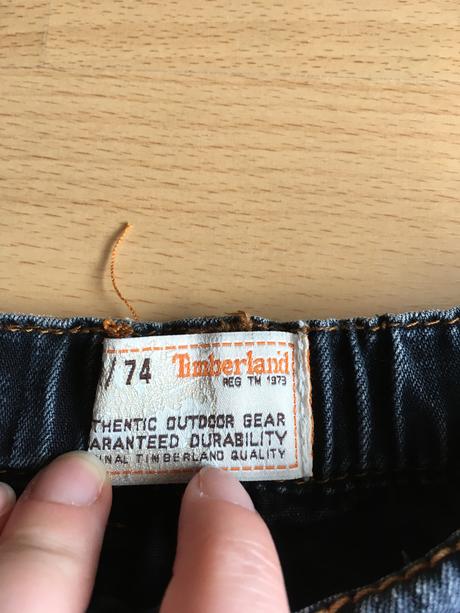 / 74 Timberland
REG TM 1973
THENTIC OUTDOOR GEAR
ARANTEED DURABILITY
INAL TIMBERLAND QUALITY